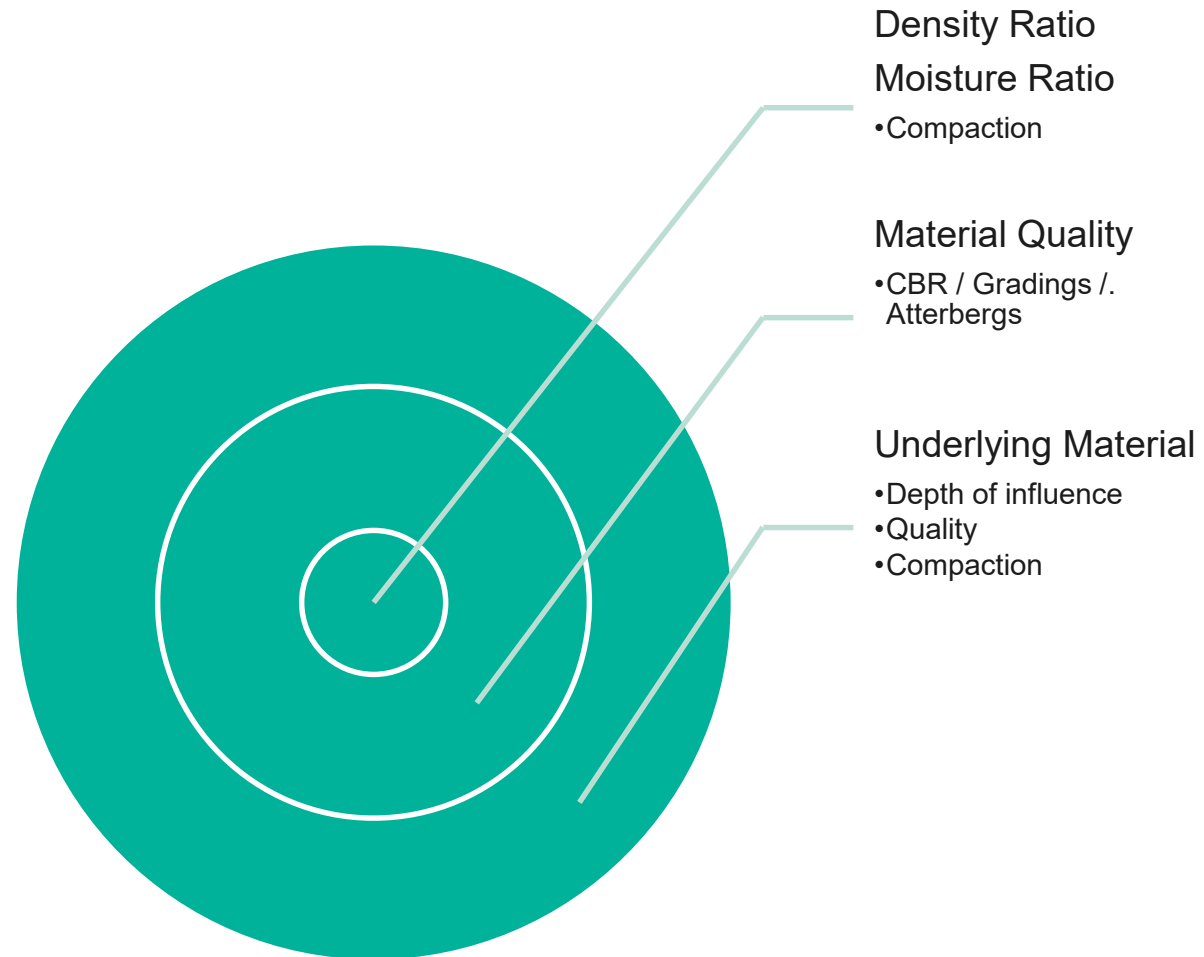 Density Ratio
Moisture Ratio
•Compaction
Material Quality
•CBR / Gradings /.
Atterbergs
Underlying Material
•Depth of influence
•Quality
•Compaction